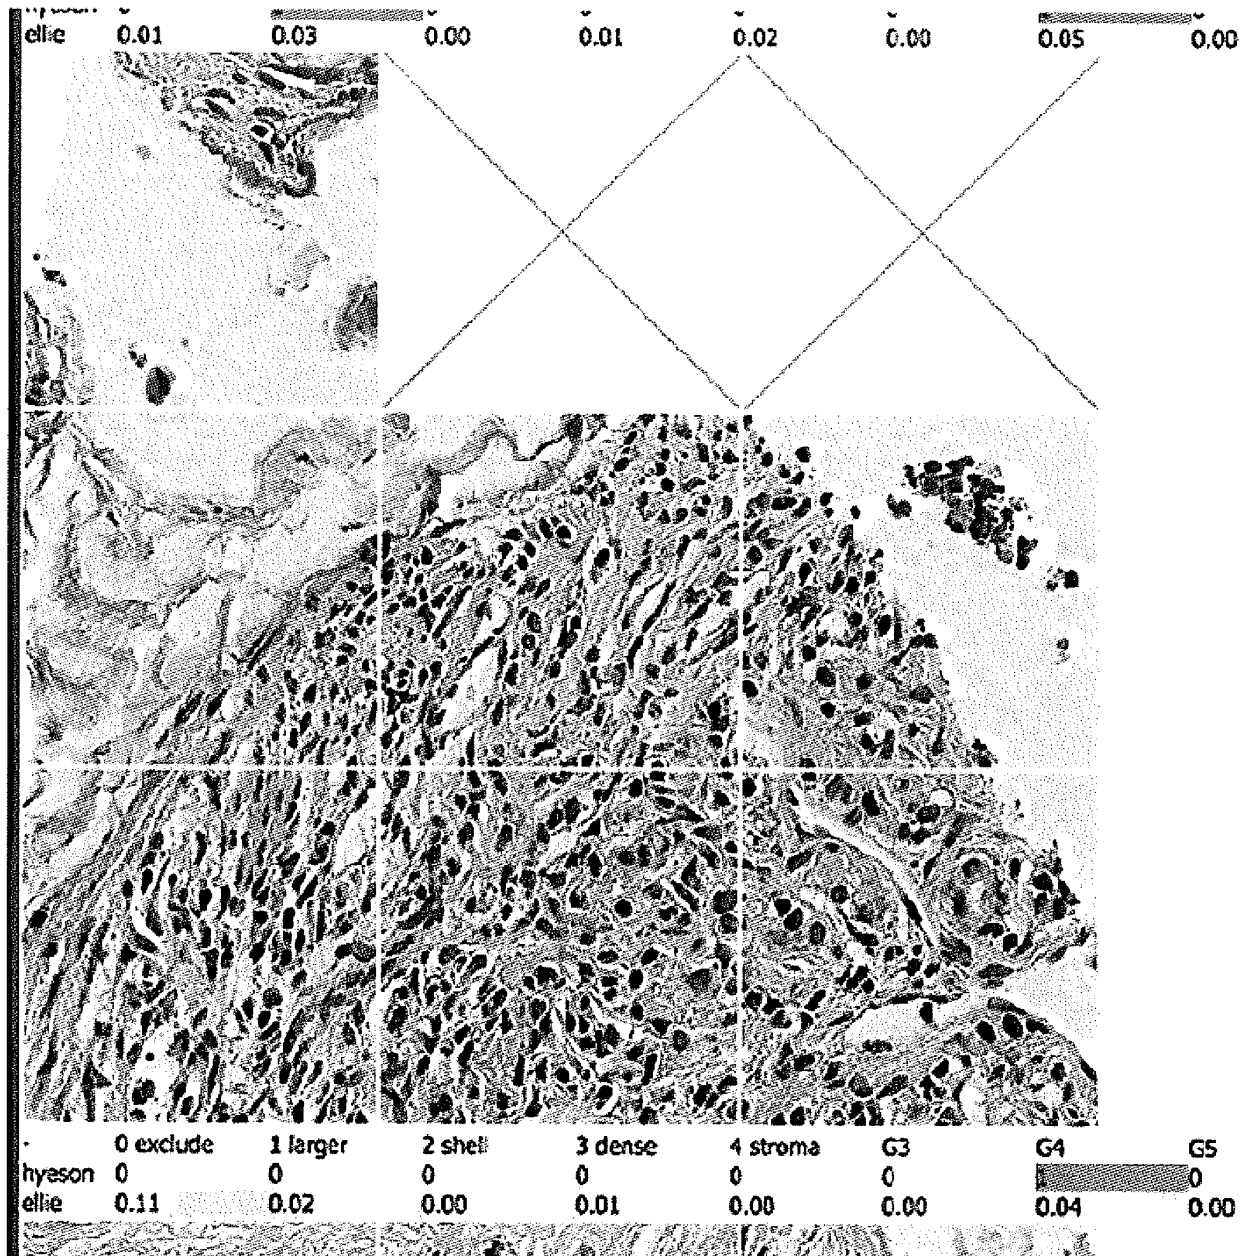 ellie 0.01 0.03 0.00 0.01 0.02 0.00 0.05 0.00
0 exclude 1 larger 2 shell 3 dense 4 stroma G3 G4 G5
hyeson 0 0 0 0 0 0 1 0
ellie 0.11 0.02 0.00 0.01 0.00 0.00 0.04 0.00